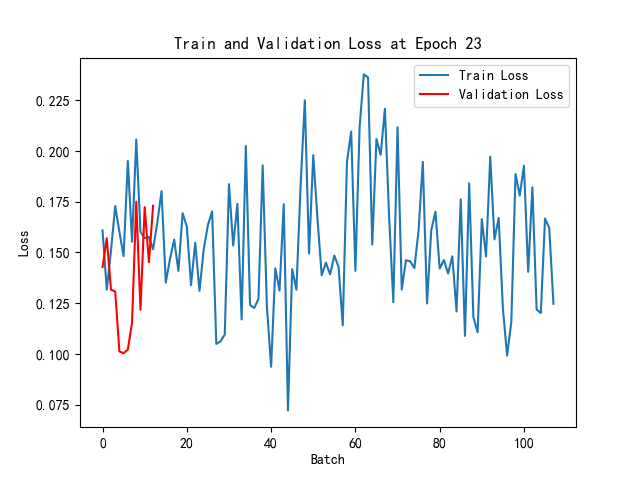 Train and Validation Loss at Epoch 23
Train Loss
Validation Loss
0.225
0.200
0.175
0.150
0.125
0.100
0.075
Loss
0 20 40 60 80 100
Batch